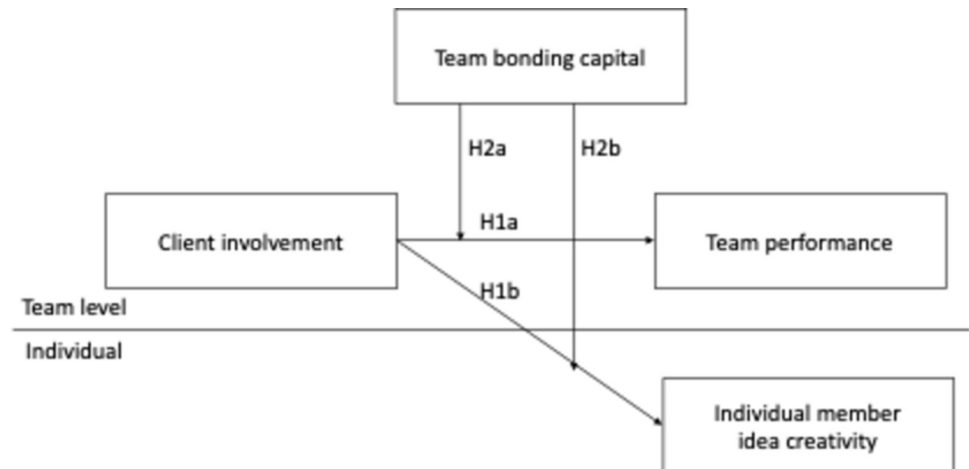 Team bonding capital
H2a
H2b
H1a
Client involvement
Team performance
H1b
Team level
Individual
Individual member
idea creativity